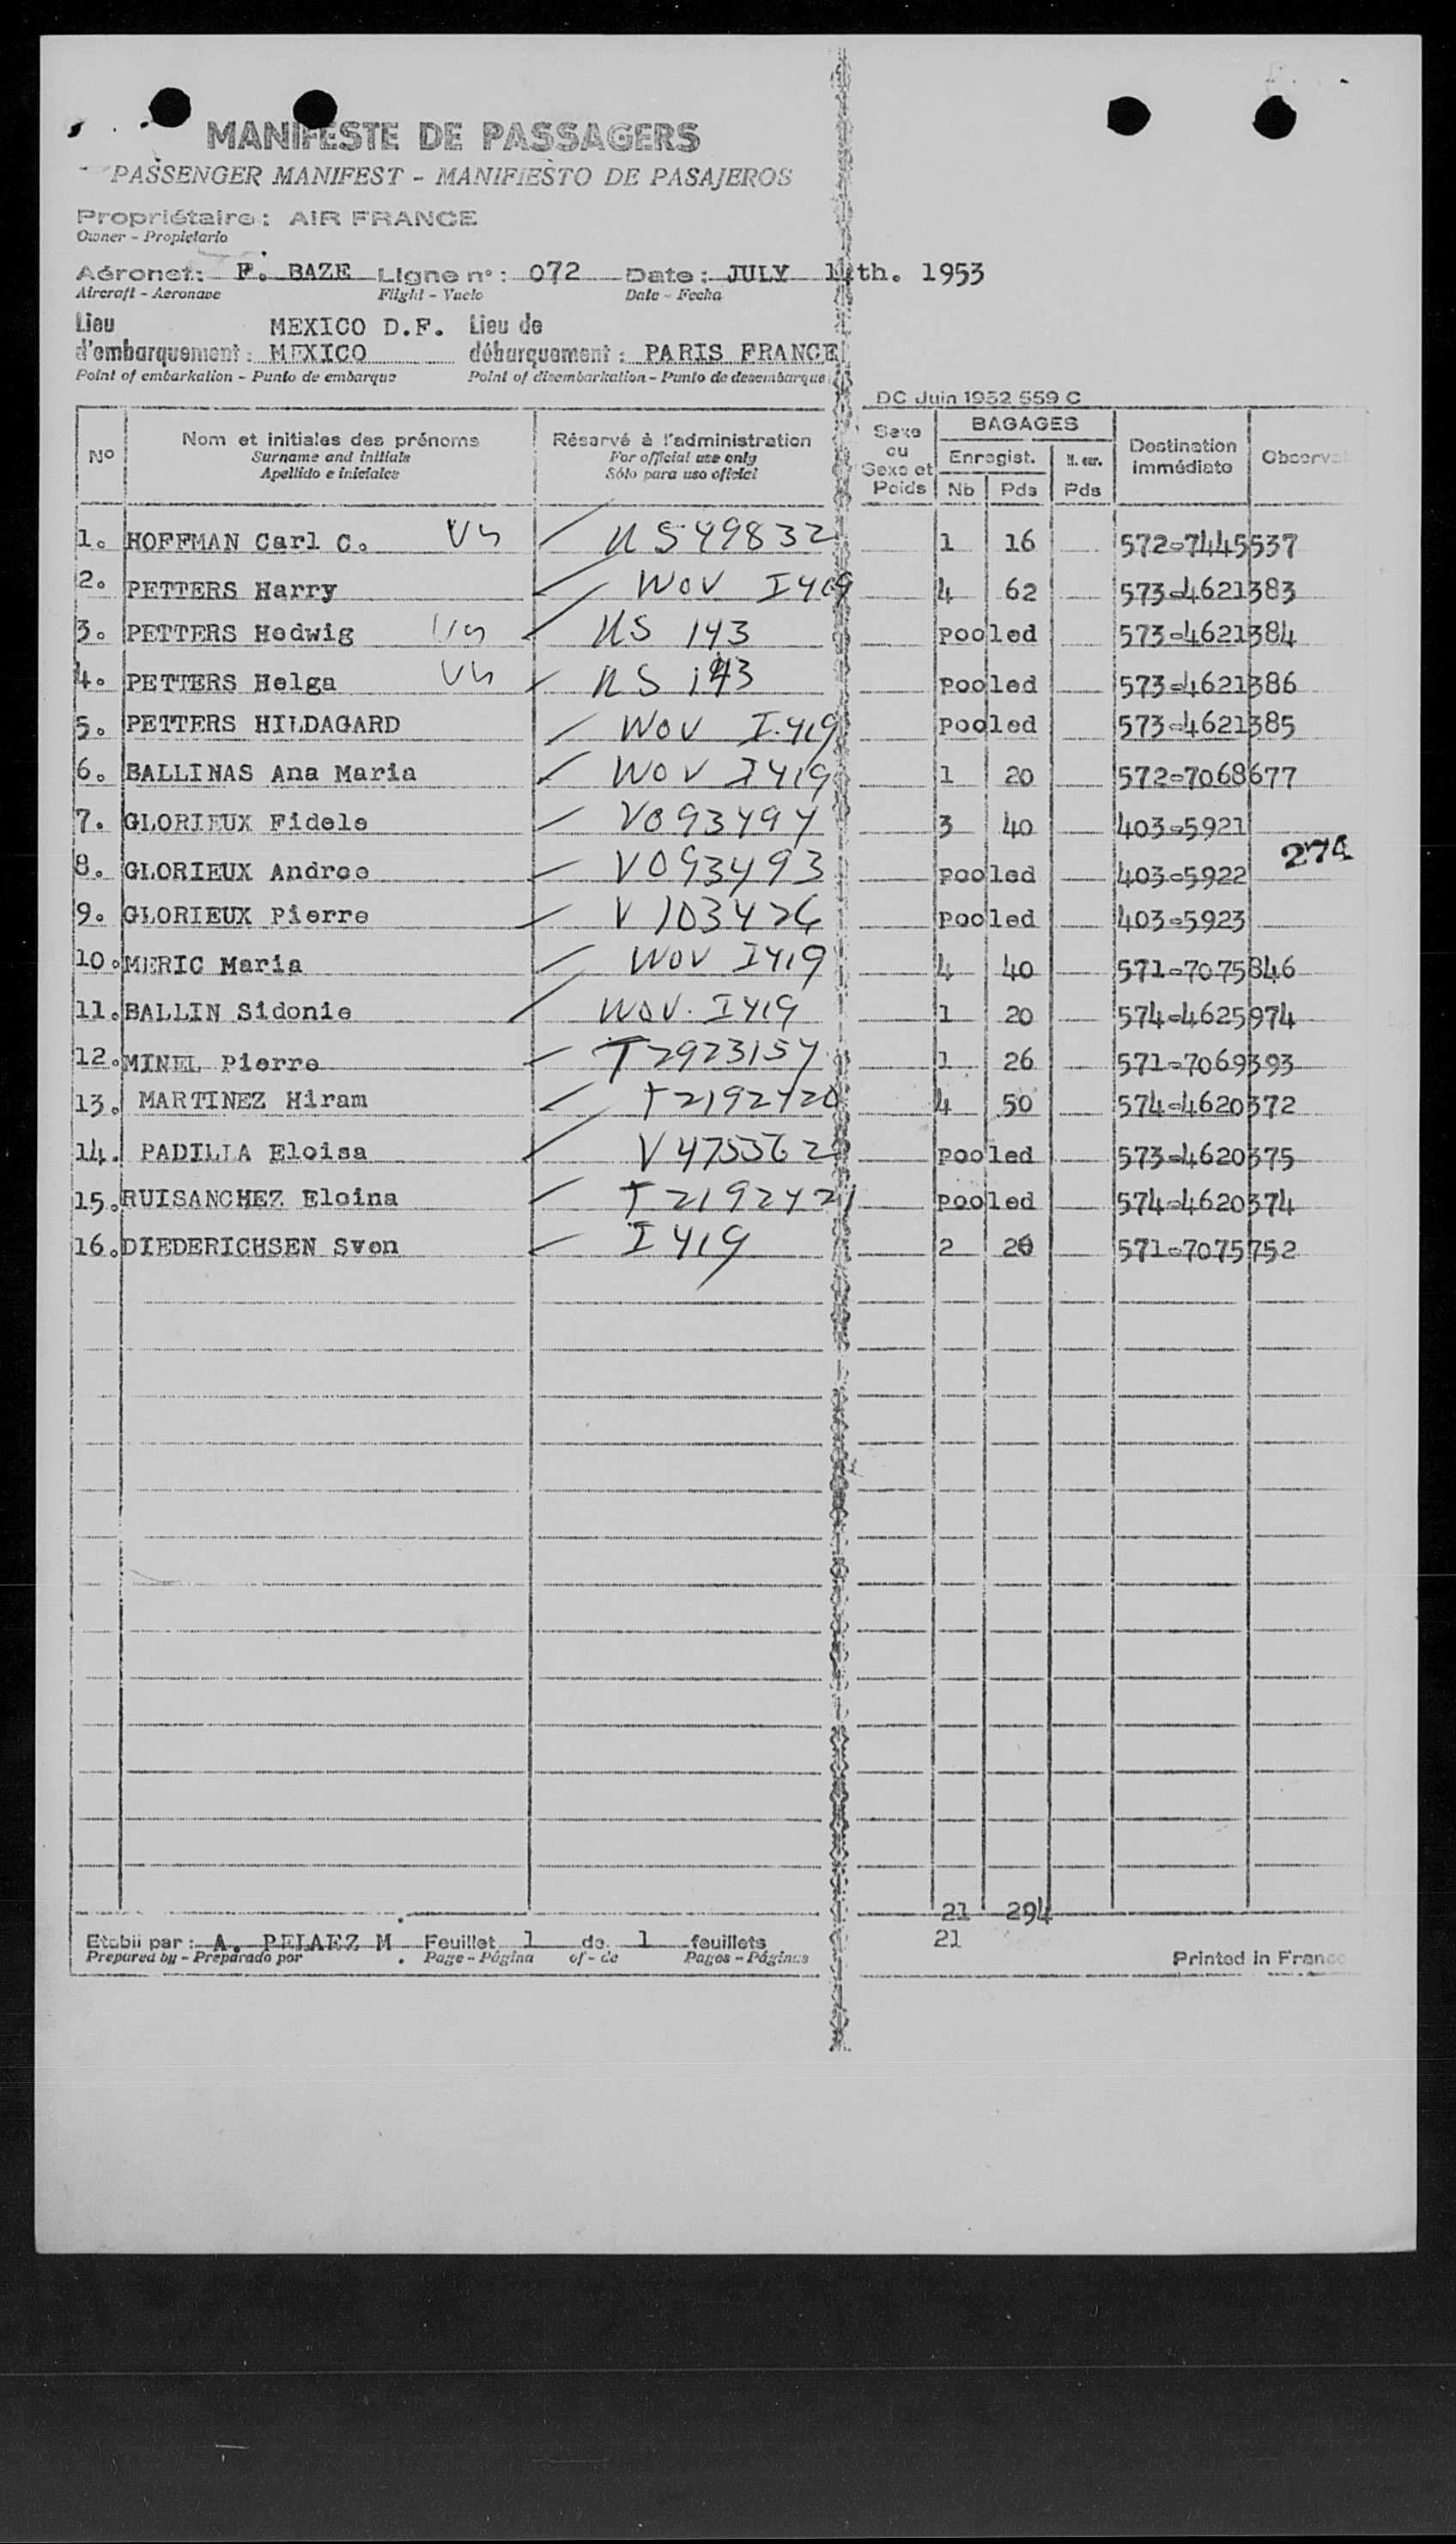 MANIFESTE DE PASSAGERS
PASSENGER MANIFEST - MANIFIESTO DE PASAJEROS
Propriétaire : AIR FRANCE
Owner - Propietario
Aéronef : F. BAZE Ligne n° : 072 Date : JULY 14th. 1953
Aircraft - Aeronave Flight - Vuelo Date - Fecha
Lieu MEXICO D.F. Lieu de
d'embarquement : MEXICO débarquement : PARIS FRANCE
Point of embarkation - Punto de embarque Point of disembarkation - Punto de desembarque
DC Juin 1952 559 C
N° Nom et initiales des prénoms Réservé à l'administration Sexe ou Sexe et Poids BAGAGES Destination immédiate Observat
Surname and initials For official use only Enregist. N. enr.
Apellido e iniciales Sólo para uso oficial Nb Pds Pds
1. HOFFMAN Carl C. US US49832 1 16 572-7445537
2. PETTERS Harry WOV I419 4 62 573-4621383
3. PETTERS Hedwig US US 143 pooled 573-4621384
4. PETTERS Helga US US 143 pooled 573-4621386
5. PETTERS HILDAGARD WOV I.419 pooled 573-4621385
6. BALLINAS Ana Maria WOV I419 1 20 572-7068677
7. GLORIEUX Fidele V093494 3 40 403-5921
274
8. GLORIEUX Andree V093493 pooled 403-5922
9. GLORIEUX Pierre V103426 pooled 403-5923
10. MERIC Maria WOV I419 4 40 571-7075846
11. BALLIN Sidonie WOV. I419 1 20 574-4625974
12. MINEL Pierre T2923154 1 26 571-7069393
13. MARTINEZ Hiram T2192420 4 50 574-4620372
14. PADILLA Eloisa V475562 pooled 573-4620375
15. RUISANCHEZ Eloina T2192421 pooled 574-4620374
16. DIEDERICHSEN Sven I419 2 20 571-7075752
21 294
Etabli par : A. PELAEZ M Feuillet 1 de 1 feuillets 21
Prepared by - Preparado por Page - Página of - de Pages - Páginas Printed in France